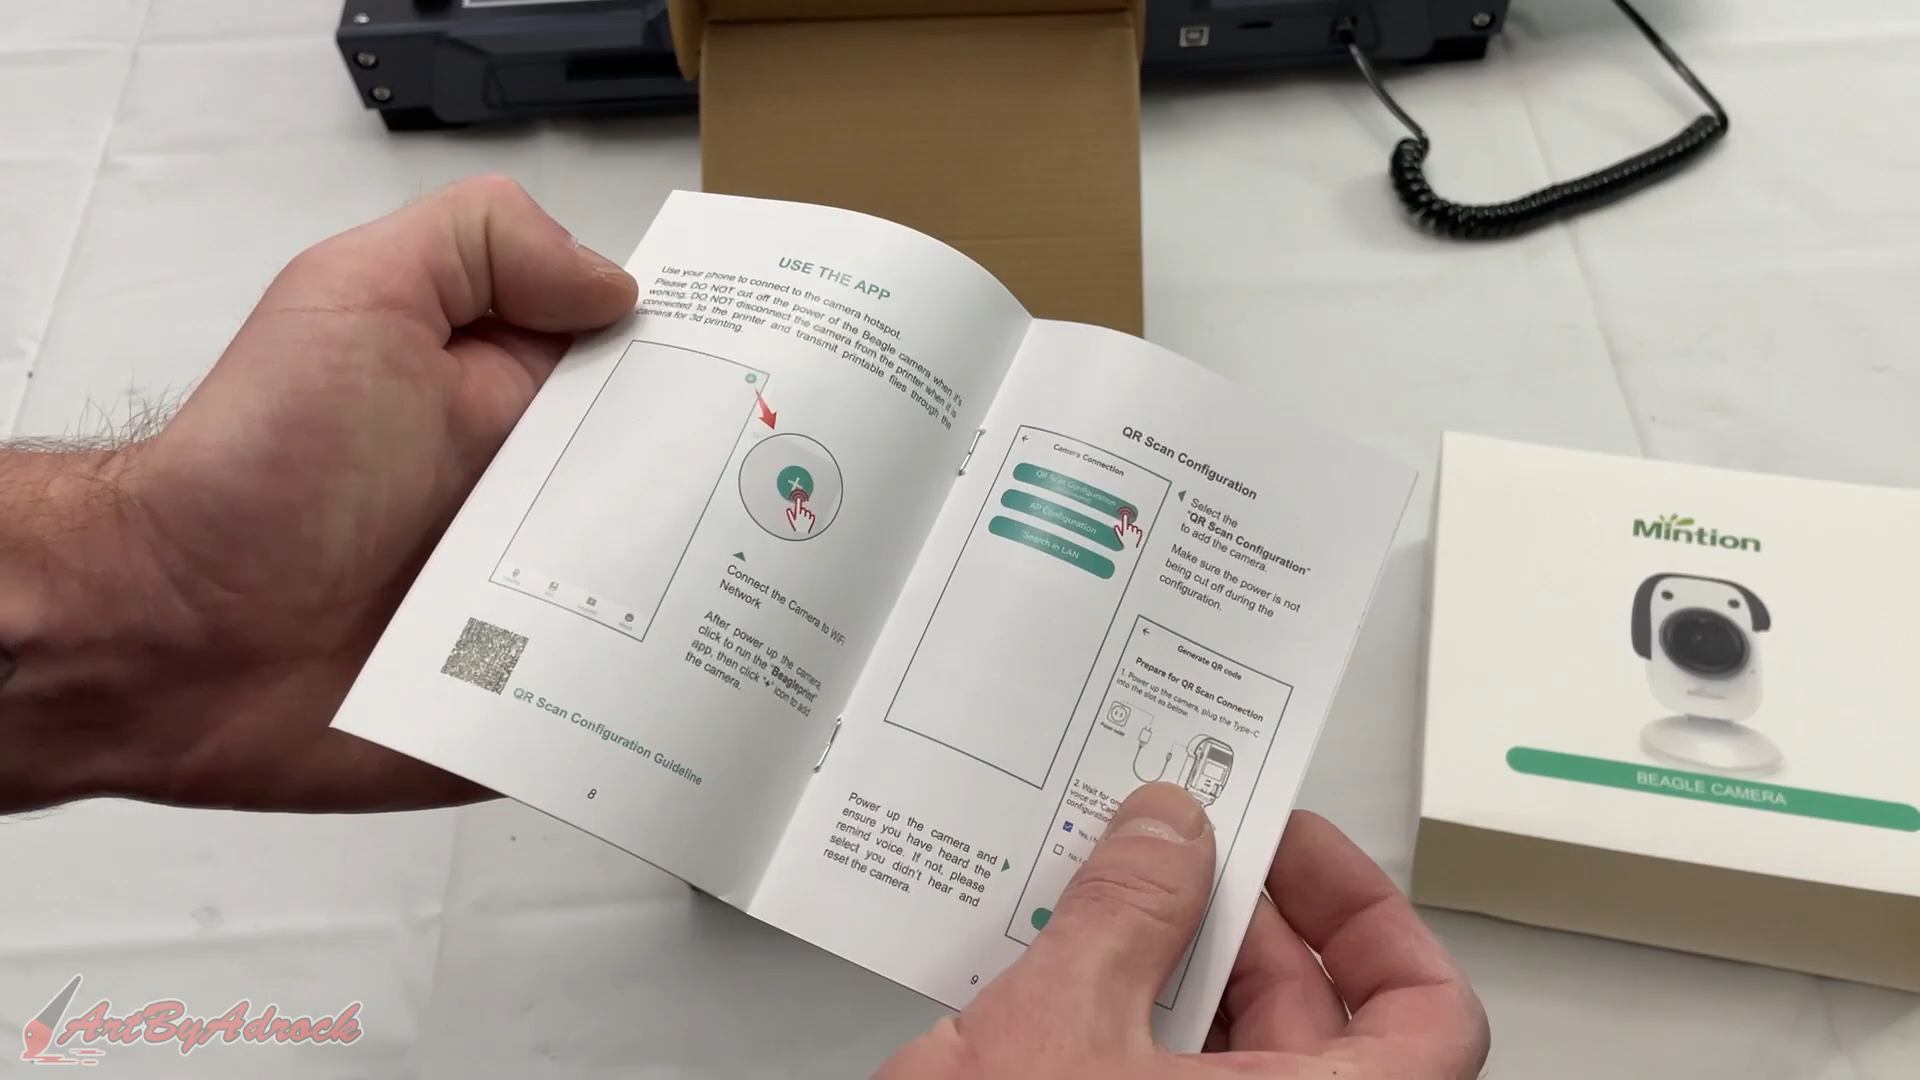 USE THE APP
Use your phone to connect to the camera hotspot.
Please DO NOT cut off the power of the Beagle camera when it's
working; DO NOT disconnect the camera from the printer when it is
connected to the printer and transmit printable files through the
camera for 3d printing.
Connect the Camera to WiFi
Network
After power up the camera,
click to run the "Beagleprint"
app, then click "+" icon to add
the camera.
QR Scan Configuration Guideline
8
QR Scan Configuration
Camera Connection
QR Scan Configuration
AP Configuration
Search in LAN
Select the
"QR Scan Configuration"
to add the camera.
Make sure the power is not
being cut off during the
configuration.
Generate QR code
Prepare for QR Scan Connection
1. Power up the camera, plug the Type-C
into the slot as below.
2. Wait for
voice of
configuration
Yes, I
No, I
Power up the camera and
ensure you have heard the
remind voice. If not, please
select you didn't hear and
reset the camera.
9
Mintion
BEAGLE CAMERA
ArtByAdrock